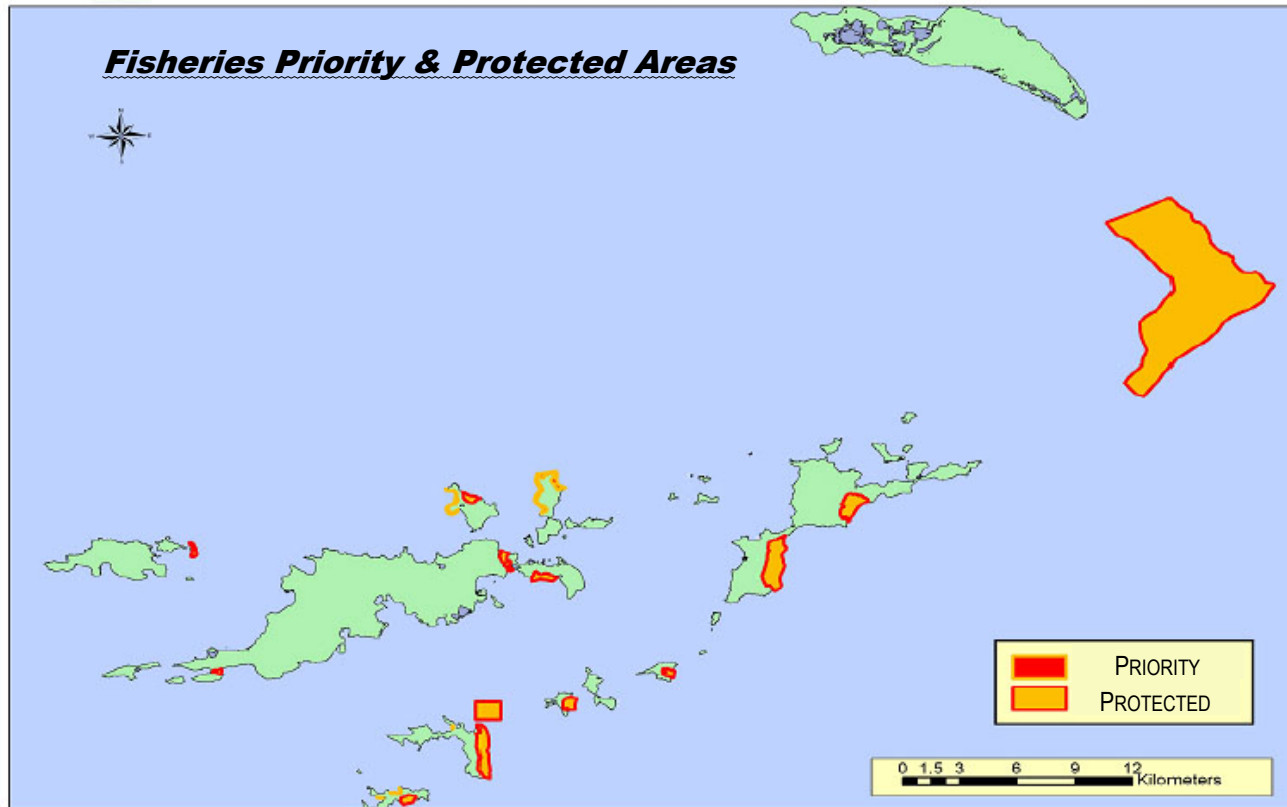 Fisheries Priority & Protected Areas
N
W E
S
PRIORITY
PROTECTED
0 1.5 3 6 9 12
Kilometers